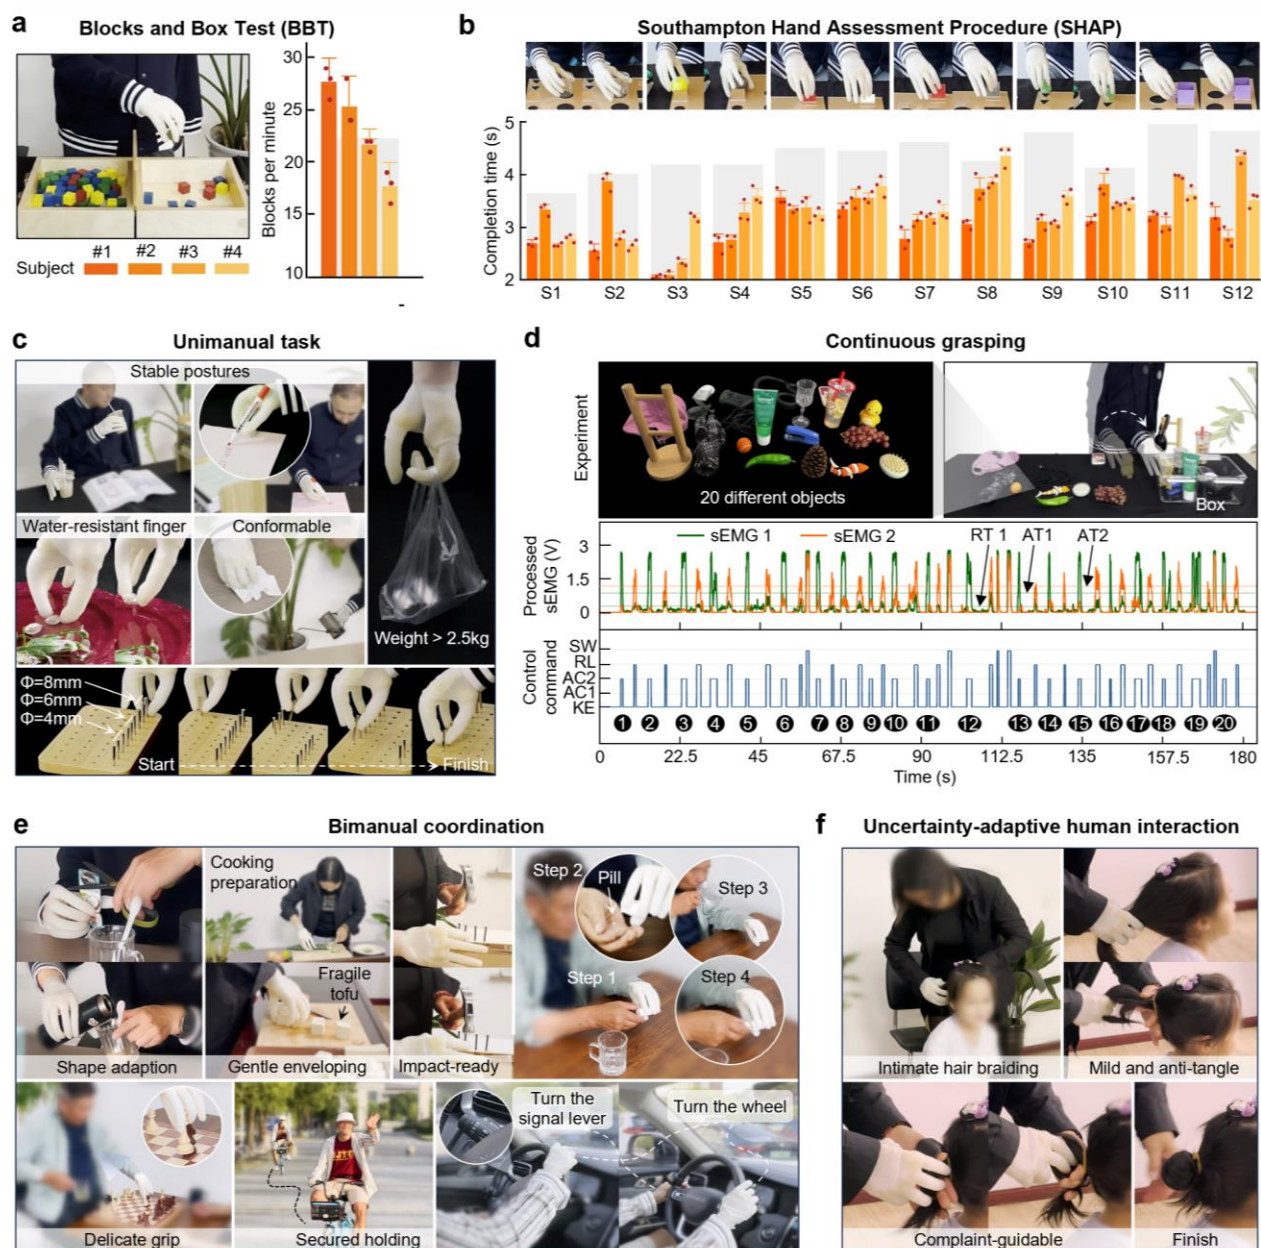 a
Blocks and Box Test (BBT)
Blocks per minute
30
25
20
15
10
#1 #2 #3 #4
Subject
-
b
Southampton Hand Assessment Procedure (SHAP)
Completion time (s)
5
4
3
2
S1 S2 S3 S4 S5 S6 S7 S8 S9 S10 S11 S12
c
Unimanual task
Stable postures
Water-resistant finger
Conformable
Weight > 2.5kg
Φ=8mm
Φ=6mm
Φ=4mm
Start
Finish
d
Continuous grasping
Experiment
20 different objects
Box
Processed
sEMG (V)
3
1.5
0
sEMG 1
sEMG 2
RT 1
AT1
AT2
Control
command
SW
RL
AC2
AC1
KE
1 2 3 4 5 6 7 8 9 10 11 12 13 14 15 16 17 18 19 20
0 22.5 45 67.5 90 112.5 135 157.5 180
Time (s)
e
Bimanual coordination
Shape adaption
Cooking
preparation
Fragile
tofu
Gentle enveloping
Impact-ready
Step 2
Pill
Step 3
Step 1
Step 4
Delicate grip
Secured holding
Turn the
signal lever
Turn the wheel
f
Uncertainty-adaptive human interaction
Intimate hair braiding
Mild and anti-tangle
Complaint-guidable
Finish